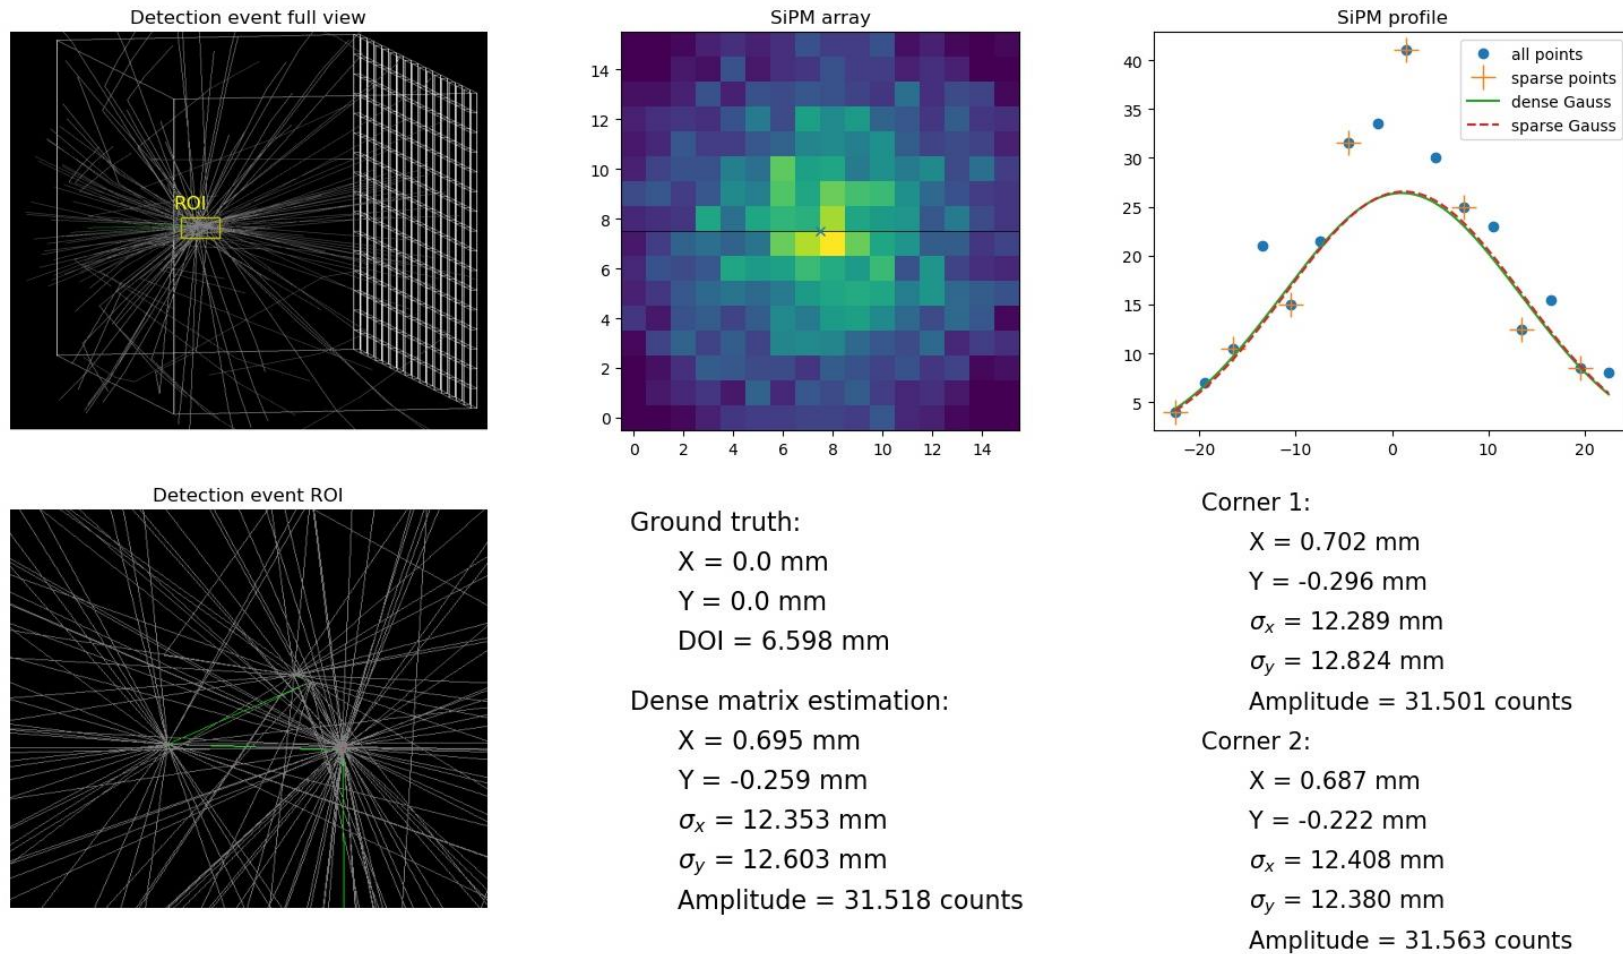 Detection event full view
ROI
SiPM array
14
12
10
8
6
4
2
0
0 2 4 6 8 10 12 14
SiPM profile
all points
sparse points
dense Gauss
sparse Gauss
40
35
30
25
20
15
10
5
−20 −10 0 10 20
Detection event ROI
Ground truth:
X = 0.0 mm
Y = 0.0 mm
DOI = 6.598 mm
Dense matrix estimation:
X = 0.695 mm
Y = -0.259 mm
σx = 12.353 mm
σy = 12.603 mm
Amplitude = 31.518 counts
Corner 1:
X = 0.702 mm
Y = -0.296 mm
σx = 12.289 mm
σy = 12.824 mm
Amplitude = 31.501 counts
Corner 2:
X = 0.687 mm
Y = -0.222 mm
σx = 12.408 mm
σy = 12.380 mm
Amplitude = 31.563 counts